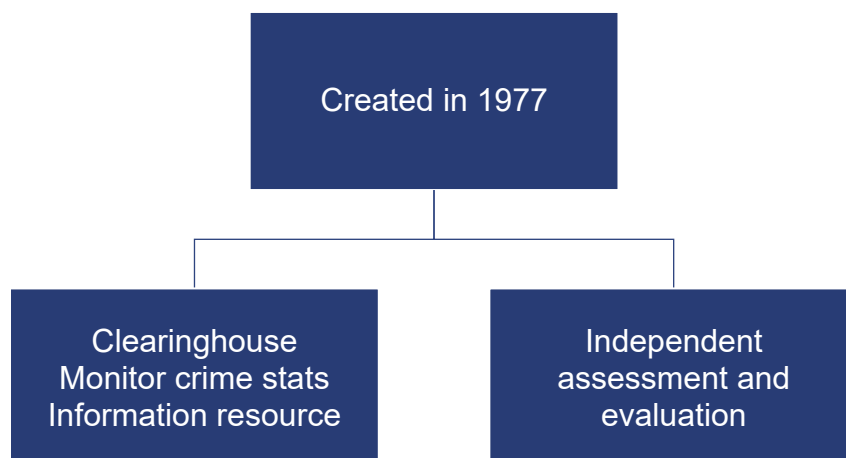 Created in 1977
Clearinghouse
Monitor crime stats
Information resource
Independent
assessment and
evaluation